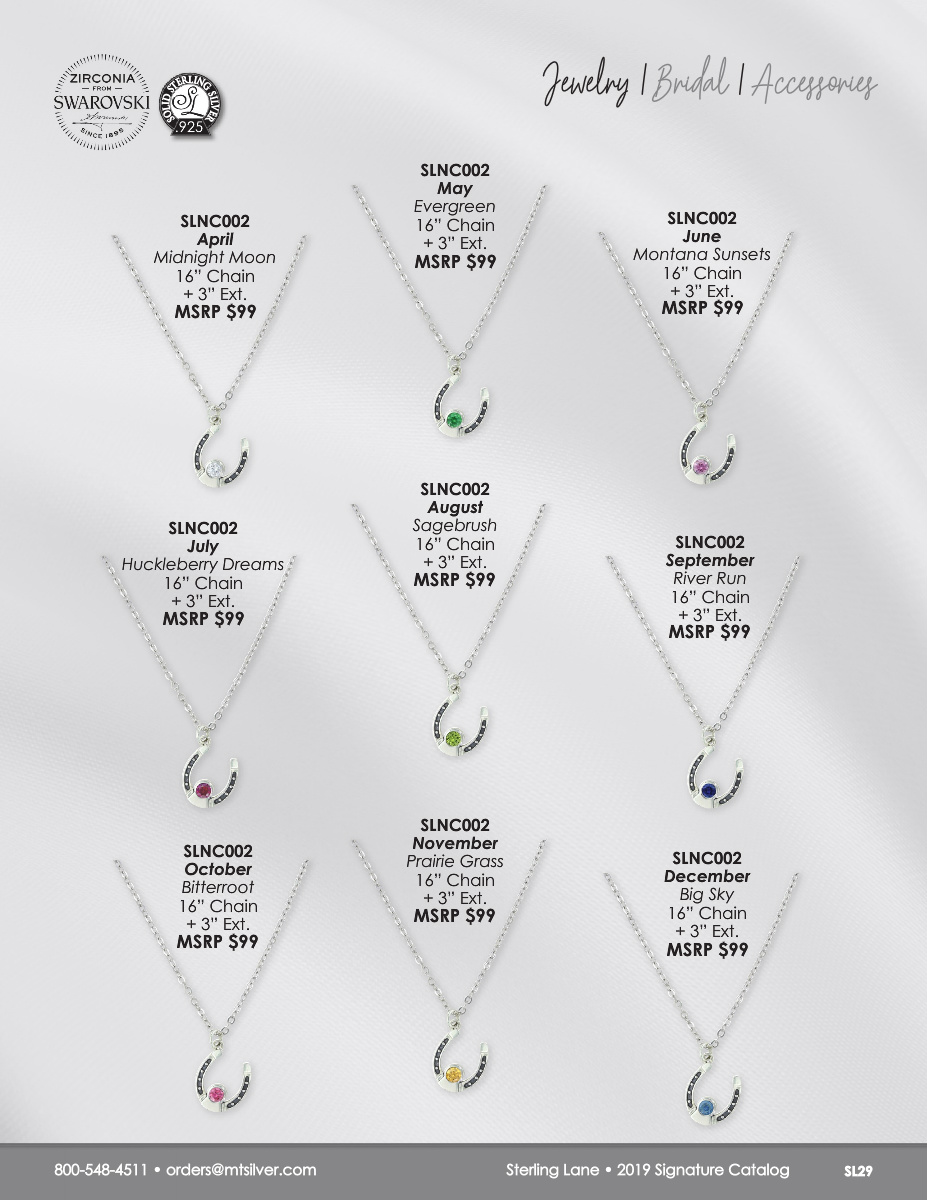 ZIRCONIA
FROM
SWAROVSKI
SINCE 1895
SOLID STERLING SILVER
SL
.925
Jewelry | Bridal | Accessories
SLNC002
April
Midnight Moon
16” Chain
+ 3” Ext.
MSRP $99
SLNC002
May
Evergreen
16” Chain
+ 3” Ext.
MSRP $99
SLNC002
June
Montana Sunsets
16” Chain
+ 3” Ext.
MSRP $99
SLNC002
July
Huckleberry Dreams
16” Chain
+ 3” Ext.
MSRP $99
SLNC002
August
Sagebrush
16” Chain
+ 3” Ext.
MSRP $99
SLNC002
September
River Run
16” Chain
+ 3” Ext.
MSRP $99
SLNC002
October
Bitterroot
16” Chain
+ 3” Ext.
MSRP $99
SLNC002
November
Prairie Grass
16” Chain
+ 3” Ext.
MSRP $99
SLNC002
December
Big Sky
16” Chain
+ 3” Ext.
MSRP $99
800-548-4511 • orders@mtsilver.com
Sterling Lane • 2019 Signature Catalog
SL29